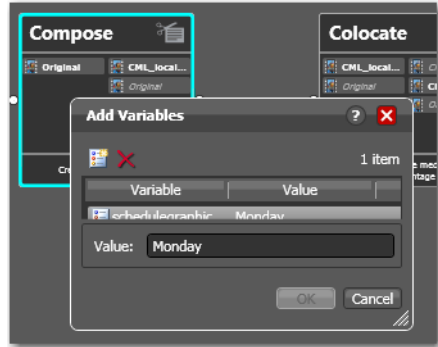 Compose
Colocate
Original
CML_local...
CML_local...
Original
Original
Add Variables
?
1 item
Variable
Value
schedulegraphic
Monday
Value:
Monday
OK
Cancel